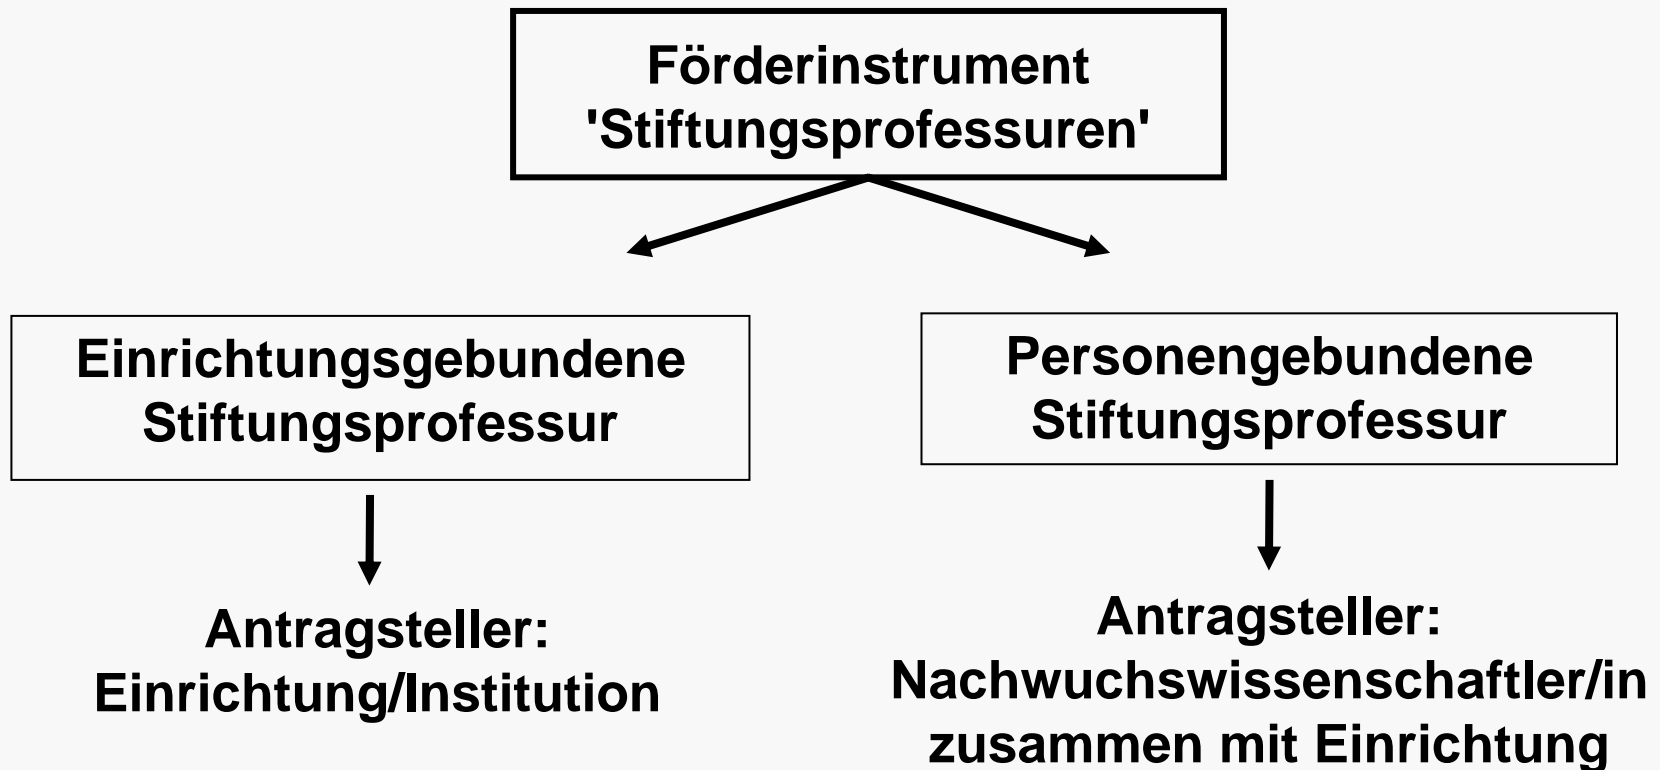 Förderinstrument
'Stiftungsprofessuren'
Einrichtungsgebundene
Stiftungsprofessur
Personengebundene
Stiftungsprofessur
Antragsteller:
Einrichtung/Institution
Antragsteller:
Nachwuchswissenschaftler/in
zusammen mit Einrichtung